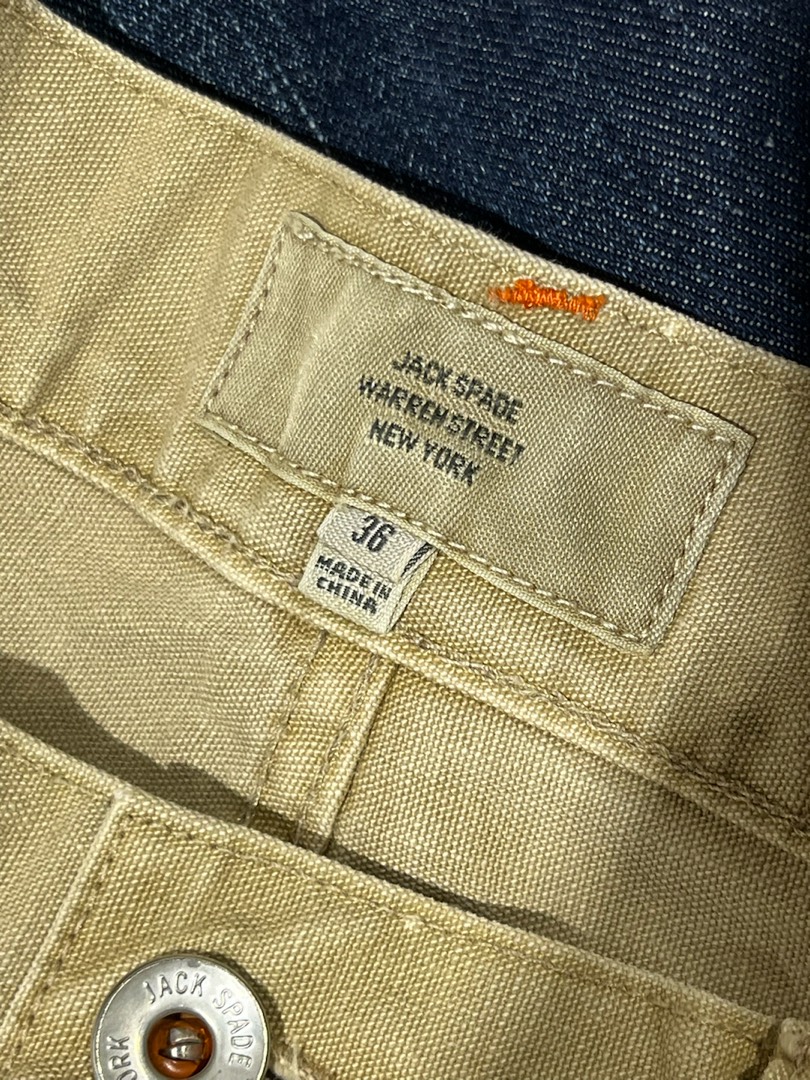 JACK SPADE
WARREN STREET
NEW YORK
36
MADE IN
CHINA
JACK SPADE
ORK